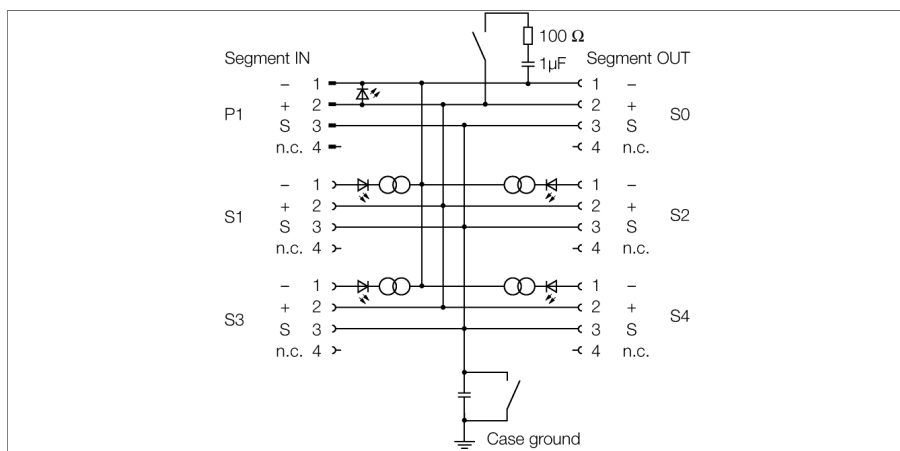 100 Ω
Segment IN
1µF
Segment OUT
– 1
1 –
+ 2
2 +
P1
S0
S 3
3 S
n.c. 4
4 n.c.
– 1
1 –
+ 2
2 +
S1
S2
S 3
3 S
n.c. 4
4 n.c.
– 1
1 –
+ 2
2 +
S3
S4
S 3
3 S
n.c. 4
4 n.c.
Case ground